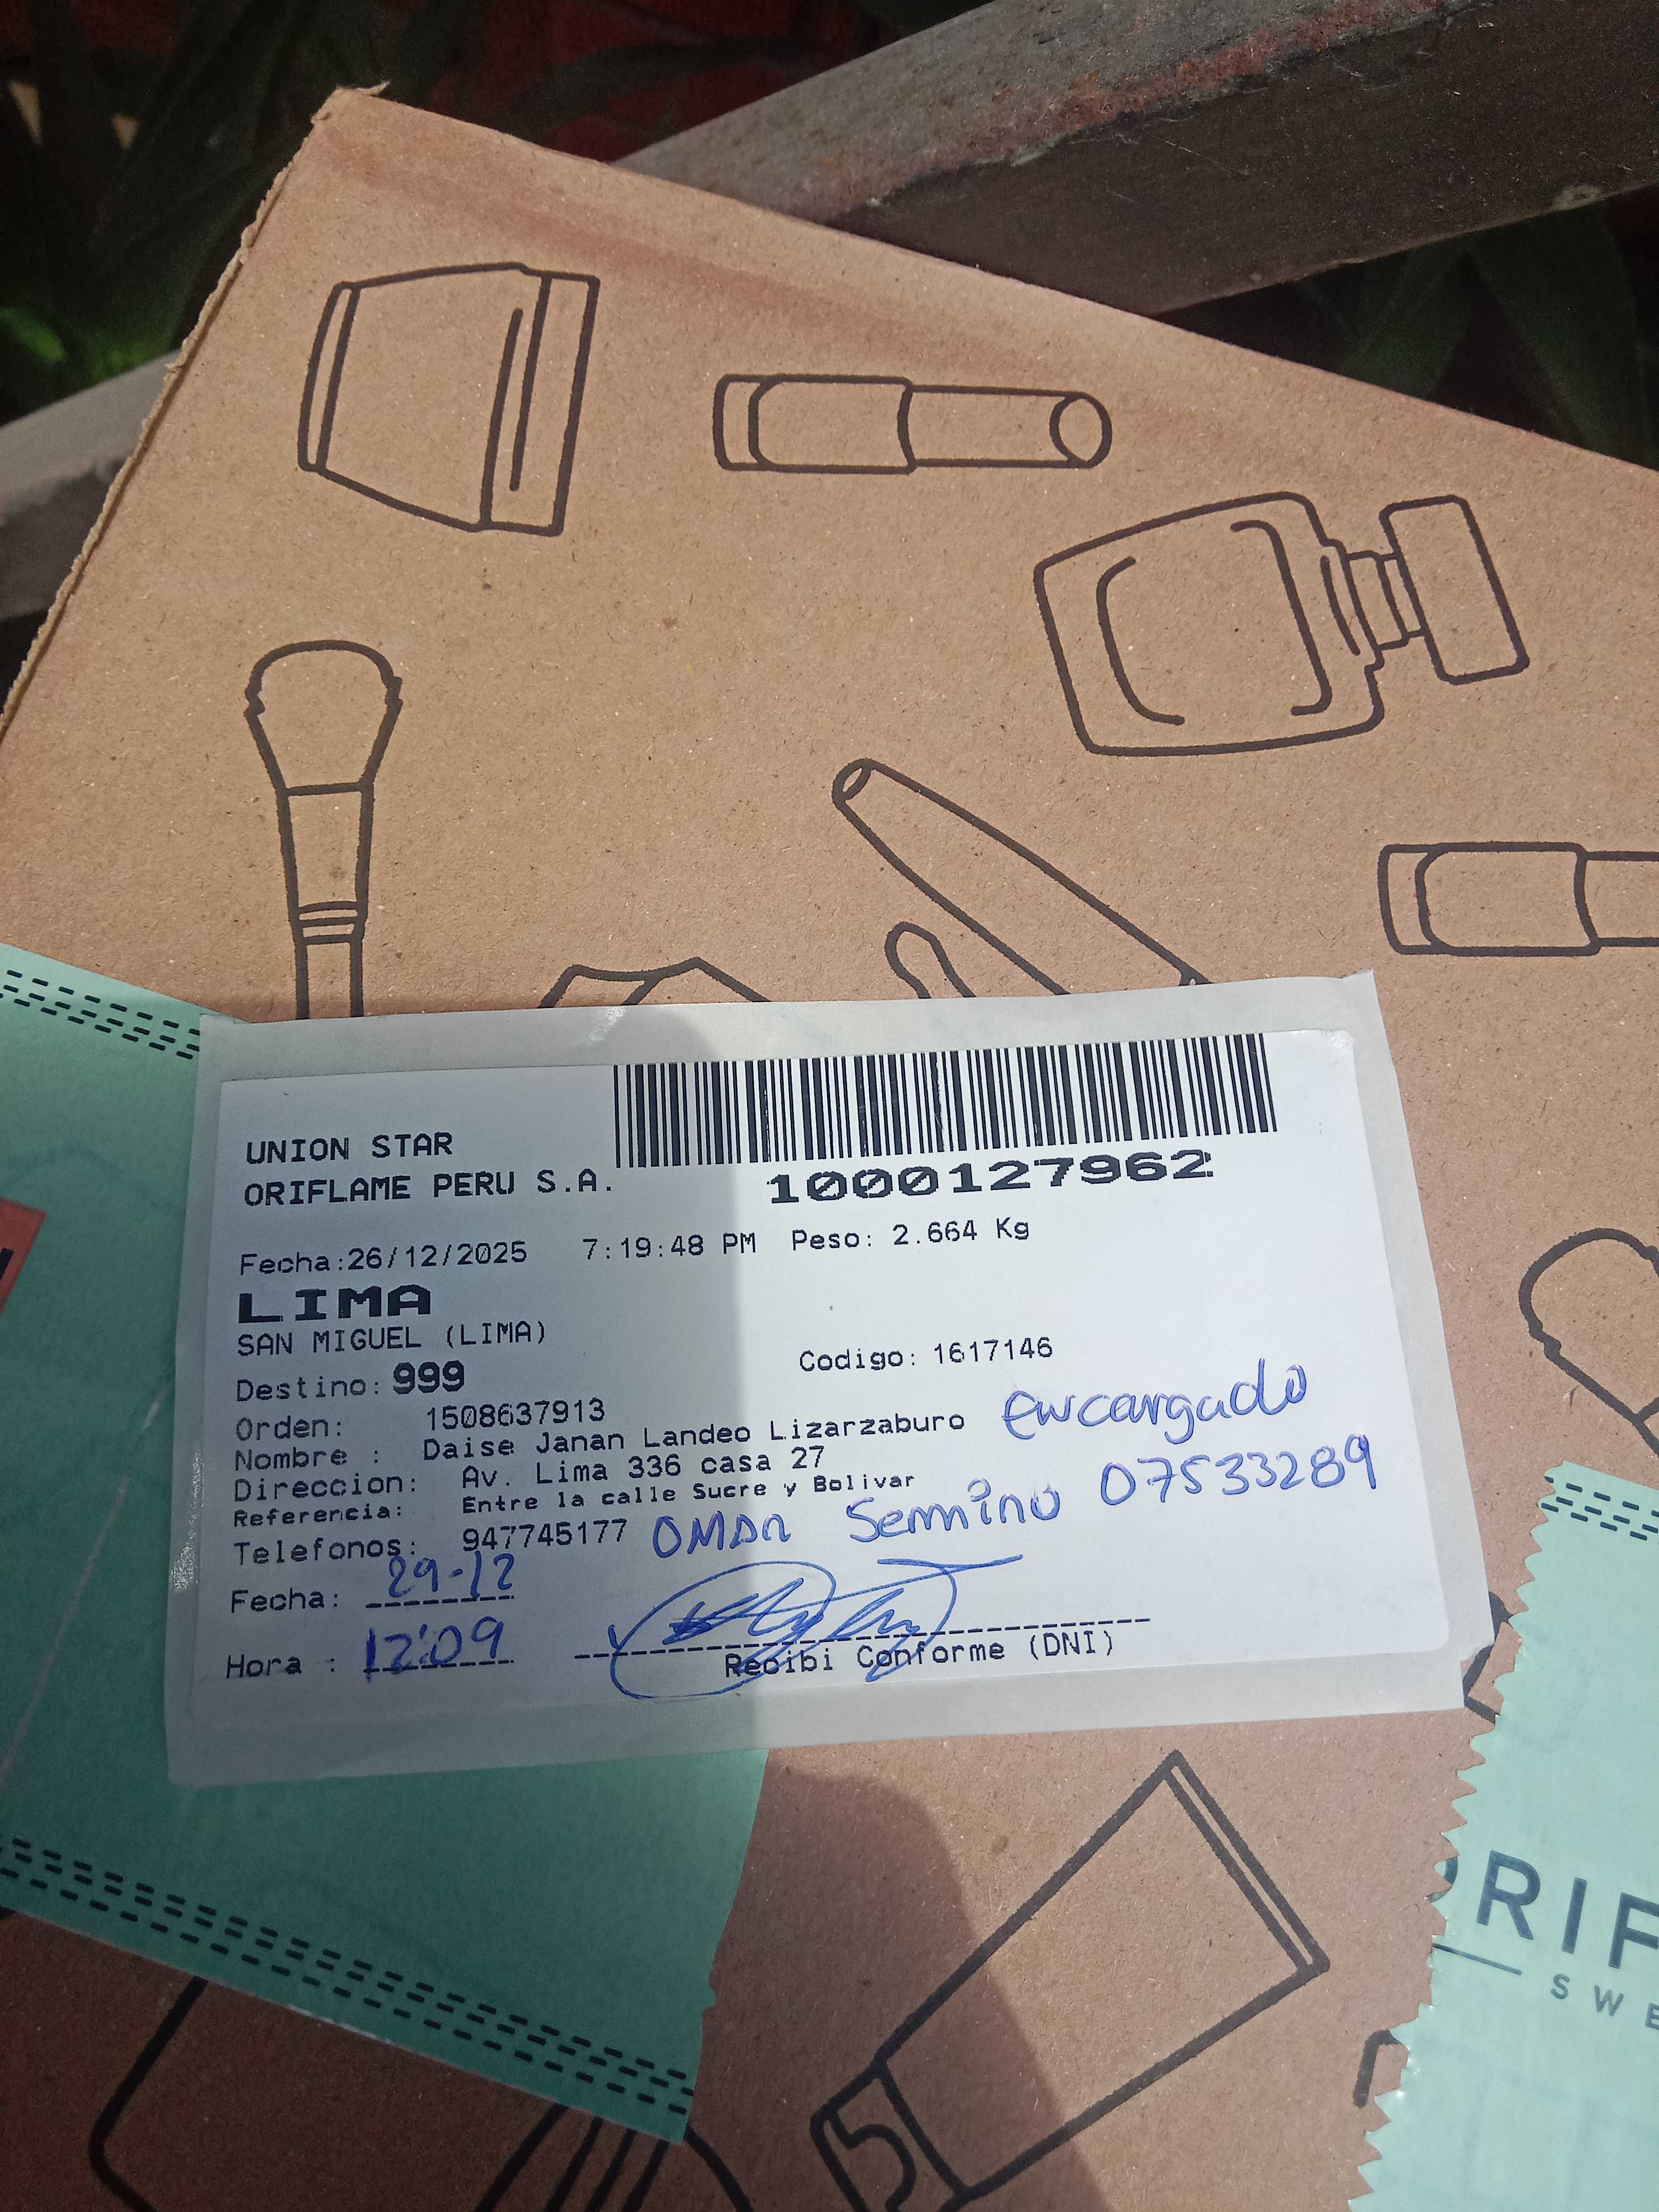 UNION STAR
ORIFLAME PERU S.A.
1000127962
Fecha:26/12/2025 7:19:48 PM Peso: 2.664 Kg
LIMA
SAN MIGUEL (LIMA)
Destino: 999 Codigo: 1617146
Orden: 1508637913
Nombre : Daise Janan Landeo Lizarzaburo encargado
Direccion: Av. Lima 336 casa 27
Referencia: Entre la calle Sucre y Bolivar
Telefonos: 947745177 OMAR Semino 07533289
Fecha: 29-12
Hora : 12:09
Recibi Conforme (DNI)
ORIF
SWE